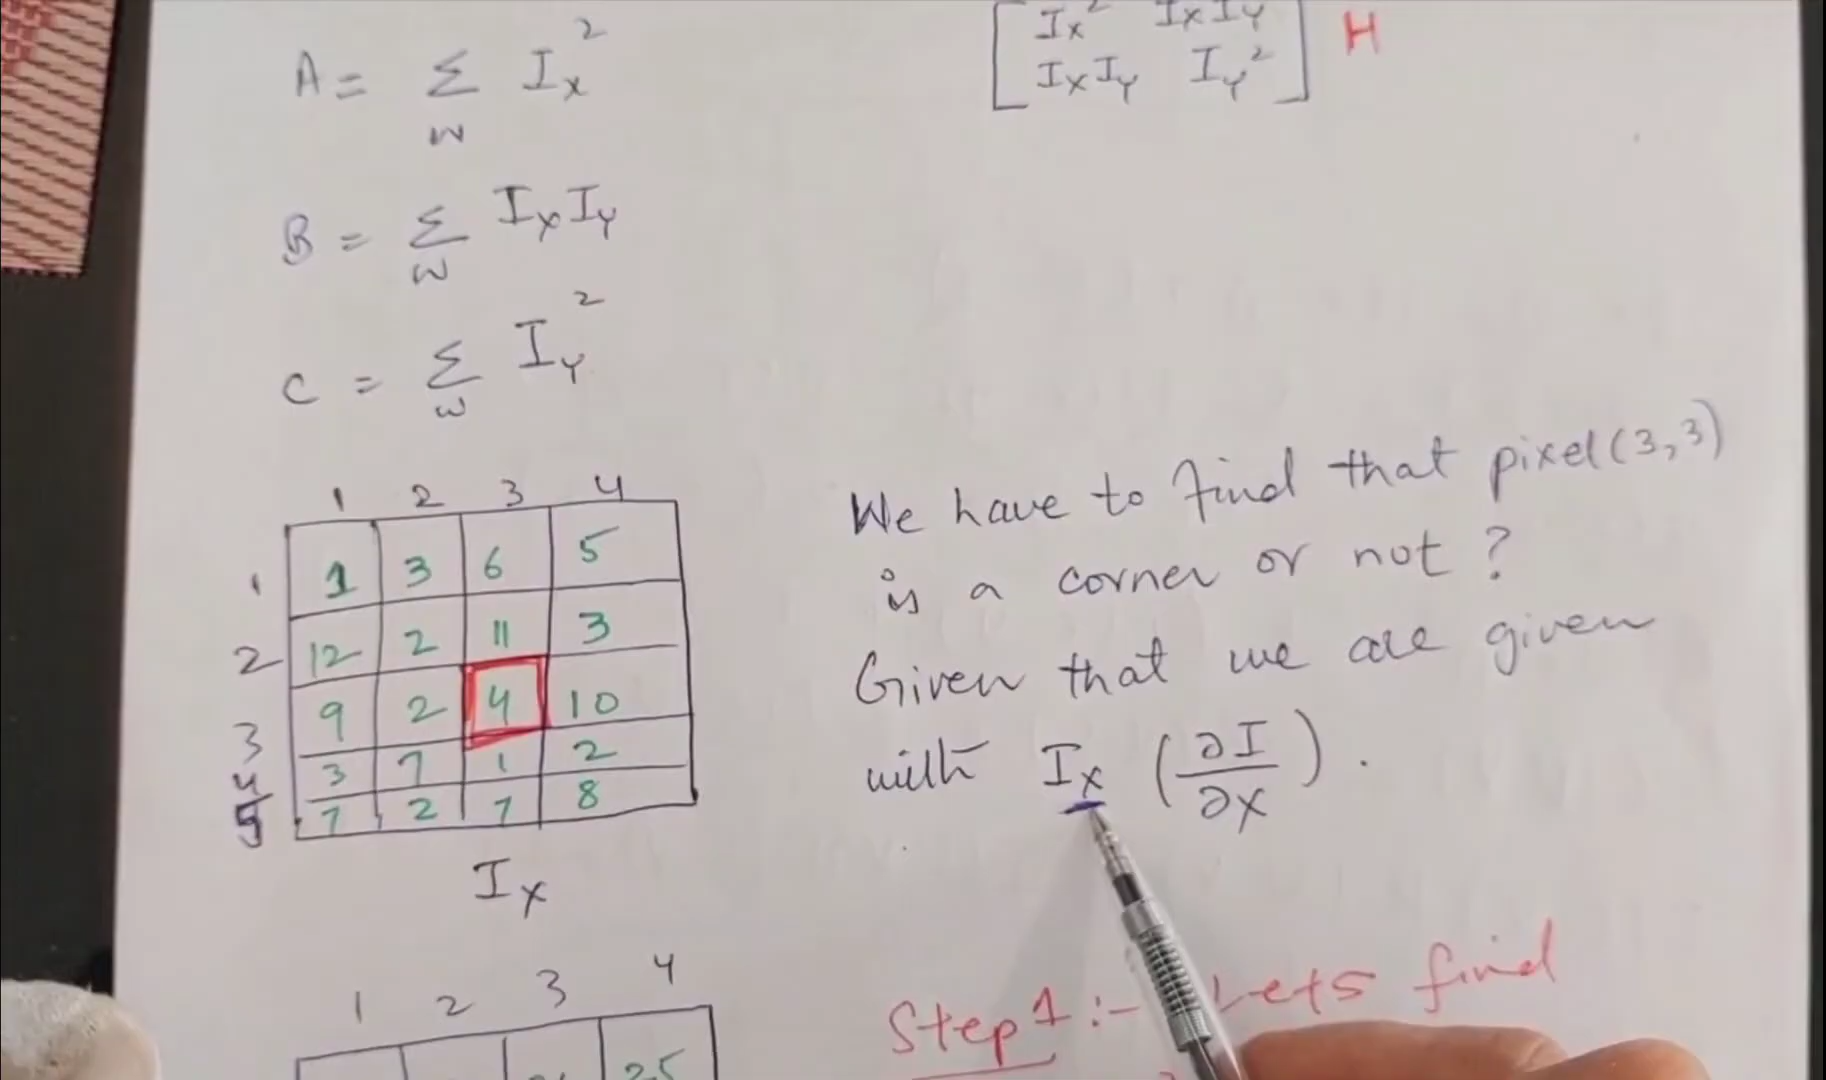 A = Σ Ix²
W
[ Ix² IxIy
IxIy Iy² ] H
B = Σ IxIy
W
C = Σ Iy²
W
1 2 3 4
1 1 3 6 5
2 12 2 11 3
3 9 2 4 10
4 3 7 1 2
5 7 2 7 8
Ix
We have to find that pixel (3,3)
is a corner or not ?
Given that we are given
with Ix (∂I/∂x) .
1 2 3 4
25
Step 1 :- Lets find